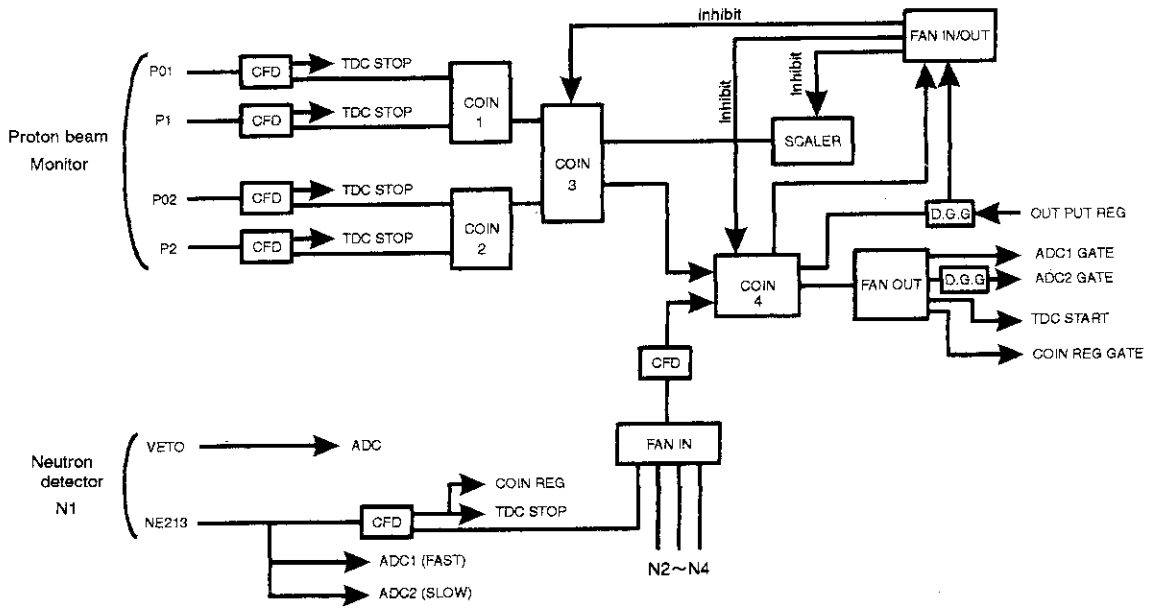 Inhibit
FAN IN/OUT
P01
CFD
TDC STOP
Inhibit
Inhibit
P1
CFD
TDC STOP
COIN
1
Proton beam
Monitor
COIN
3
SCALER
P02
CFD
TDC STOP
COIN
2
D.G.G
OUT PUT REG
P2
CFD
TDC STOP
COIN
4
FAN OUT
ADC1 GATE
D.G.G
ADC2 GATE
TDC START
COIN REG GATE
CFD
FAN IN
Neutron
detector
N1
VETO
ADC
COIN REG
NE213
CFD
TDC STOP
ADC1 (FAST)
ADC2 (SLOW)
N2～N4